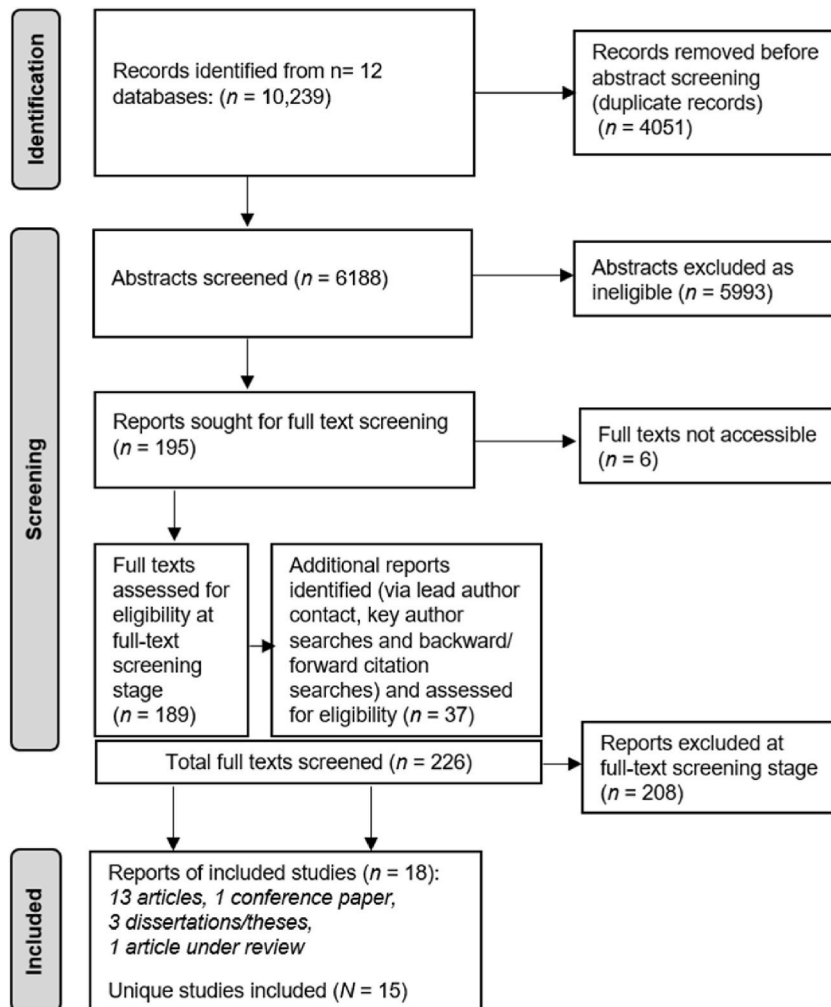 Identification
Records identified from n= 12
databases: (n = 10,239)
Records removed before
abstract screening
(duplicate records)
(n = 4051)
Screening
Abstracts screened (n = 6188)
Abstracts excluded as
ineligible (n = 5993)
Reports sought for full text screening
(n = 195)
Full texts not accessible
(n = 6)
Full texts
assessed for
eligibility at
full-text
screening
stage
(n = 189)
Additional reports
identified (via lead author
contact, key author
searches and backward/
forward citation
searches) and assessed
for eligibility (n = 37)
Total full texts screened (n = 226)
Reports excluded at
full-text screening stage
(n = 208)
Included
Reports of included studies (n = 18):
13 articles, 1 conference paper,
3 dissertations/theses,
1 article under review
Unique studies included (N = 15)